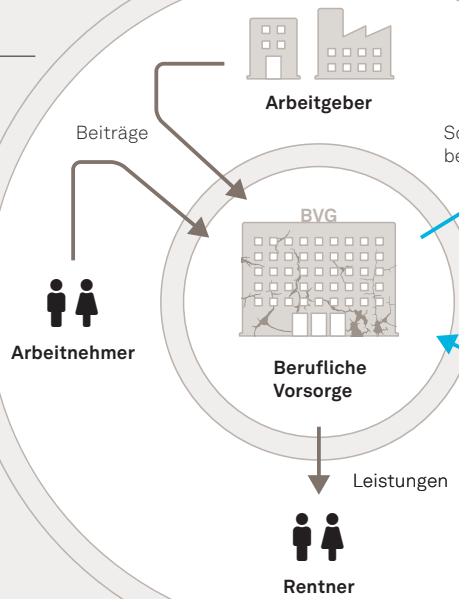 Arbeitgeber
Beiträge
BVG
Arbeitnehmer
Berufliche
Vorsorge
Leistungen
Rentner